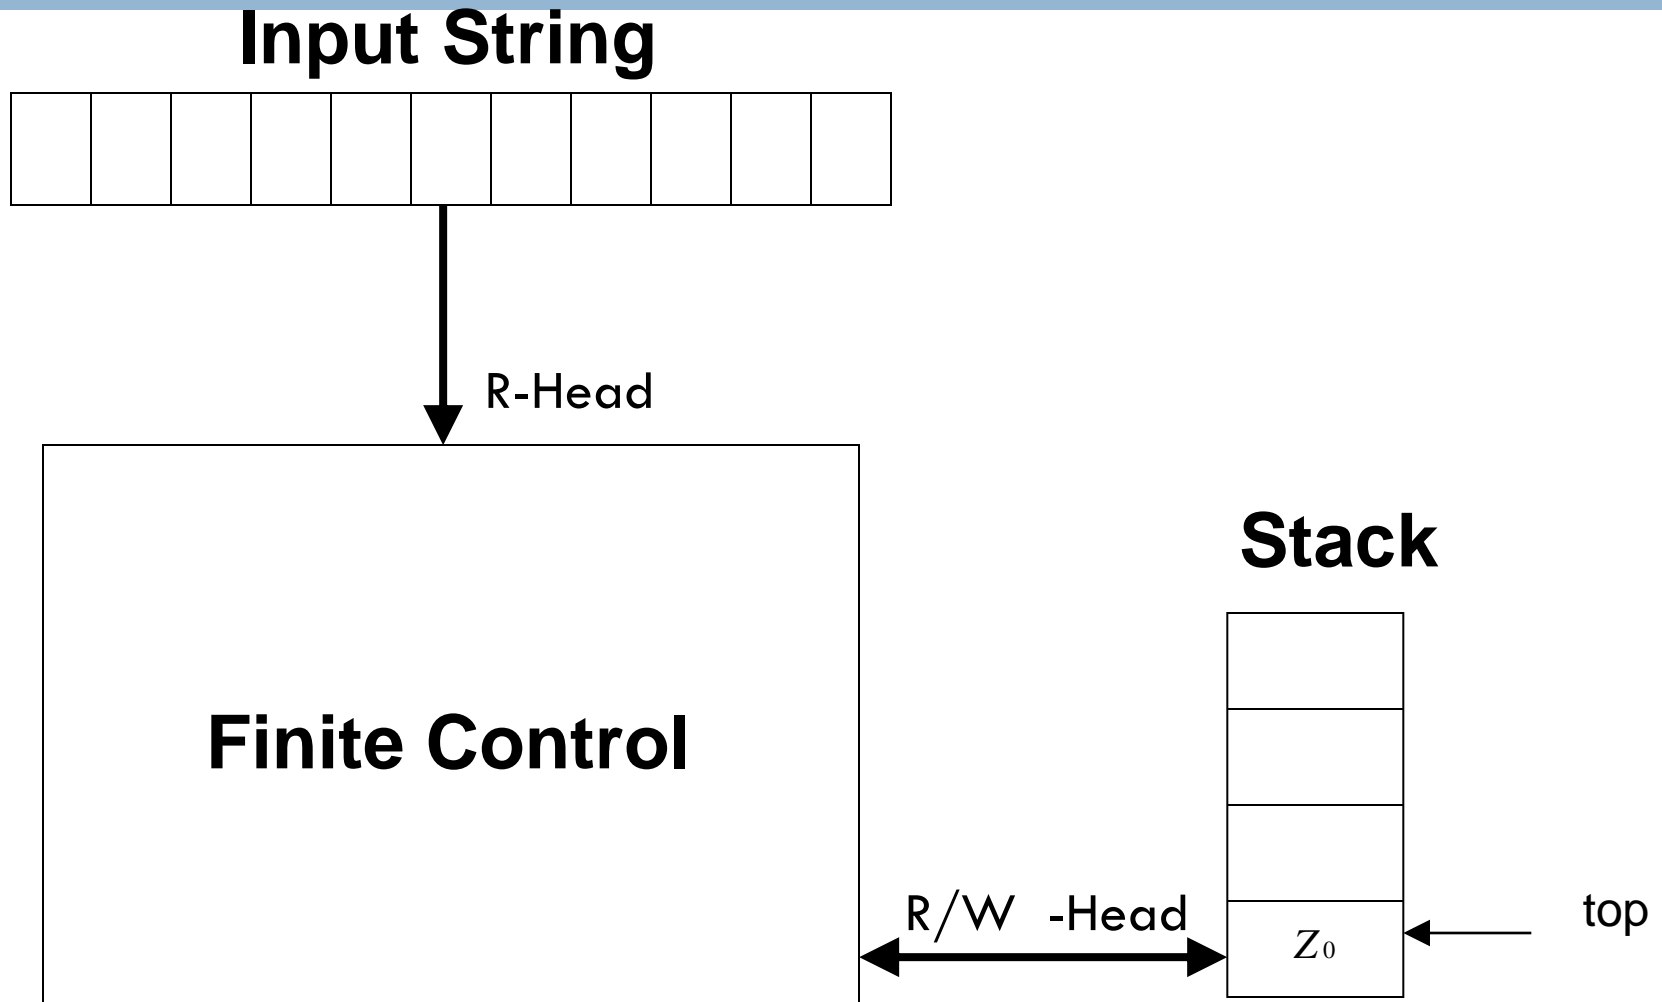 Input String
R-Head
Stack
Finite Control
R/W -Head
top
Z0